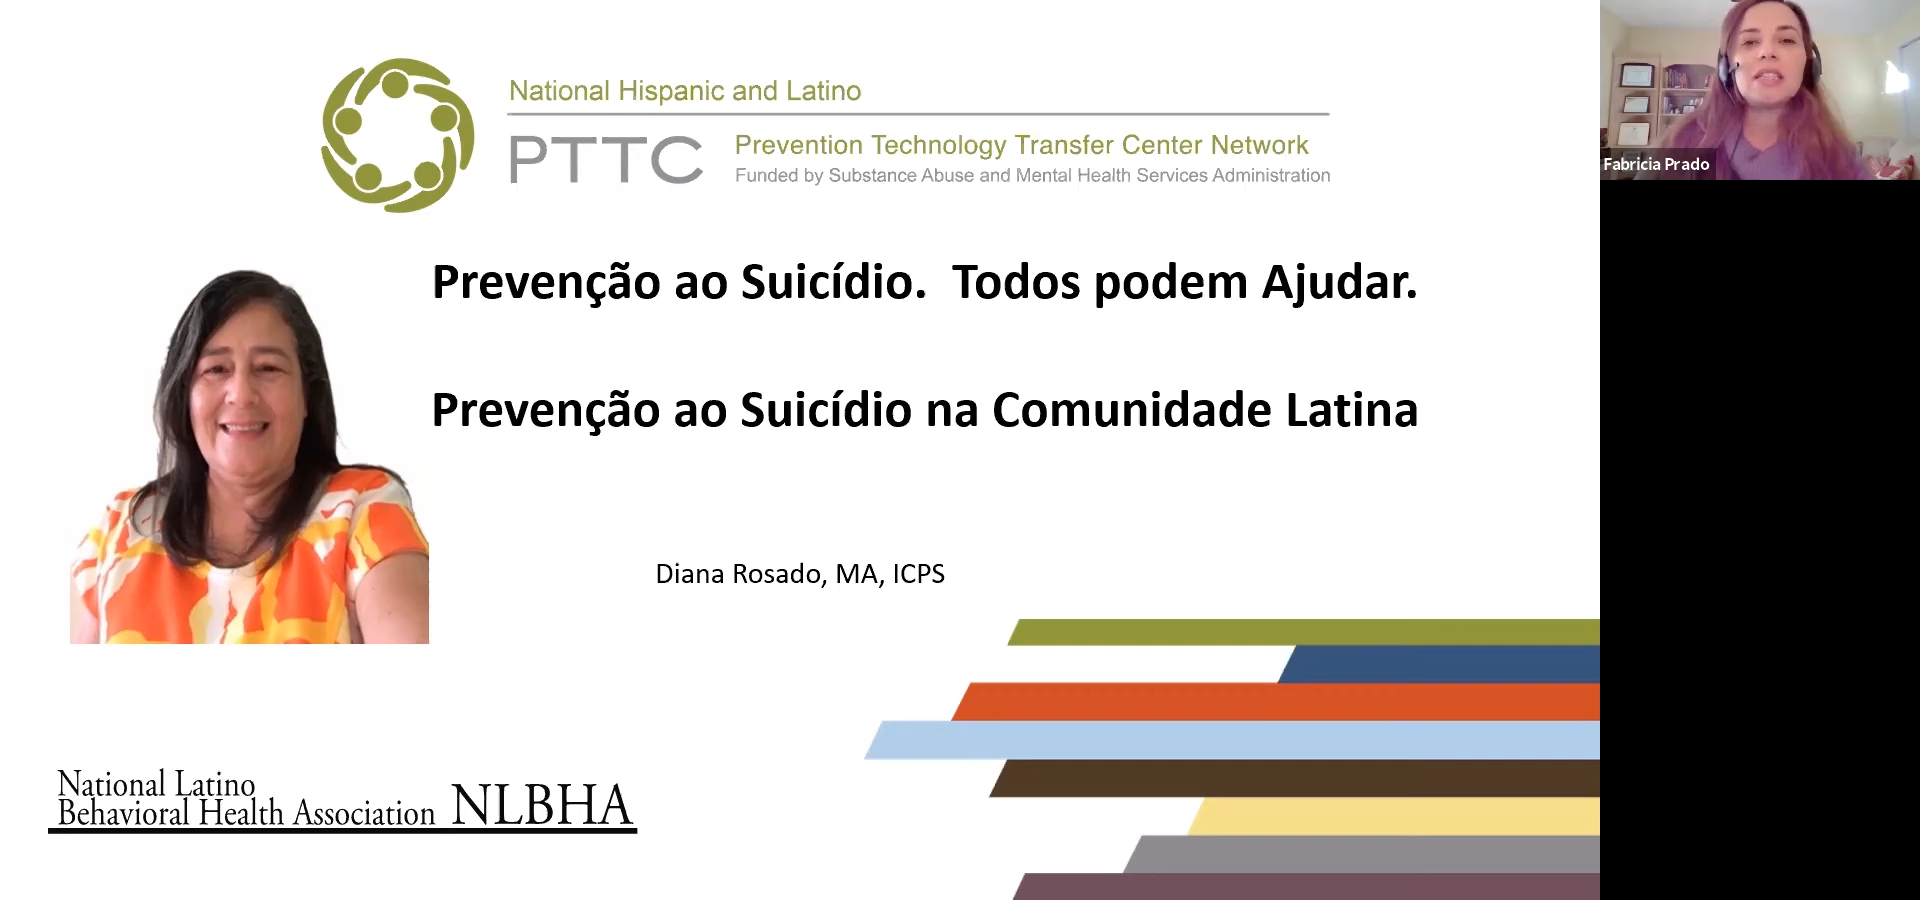 National Hispanic and Latino
PTTC
Prevention Technology Transfer Center Network
Funded by Substance Abuse and Mental Health Services Administration
Fabricia Prado
Prevenção ao Suicídio.  Todos podem Ajudar.
Prevenção ao Suicídio na Comunidade Latina
Diana Rosado, MA, ICPS
National Latino
Behavioral Health Association NLBHA